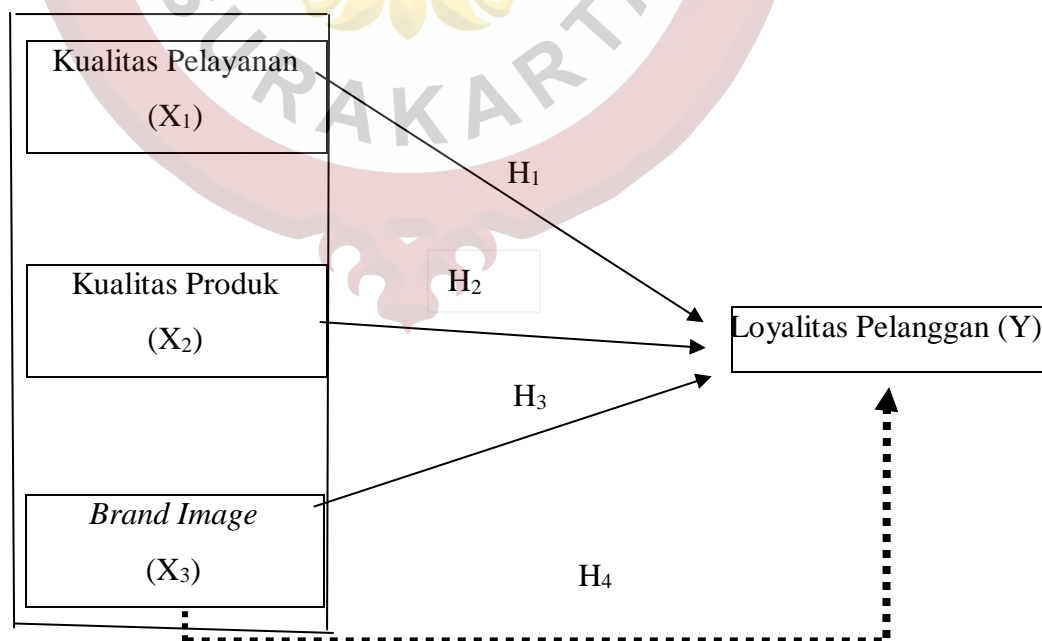 SURAKARTA
Kualitas Pelayanan
(X₁)
H₁
Kualitas Produk
(X₂)
H₂
Loyalitas Pelanggan (Y)
H₃
Brand Image
(X₃)
H₄